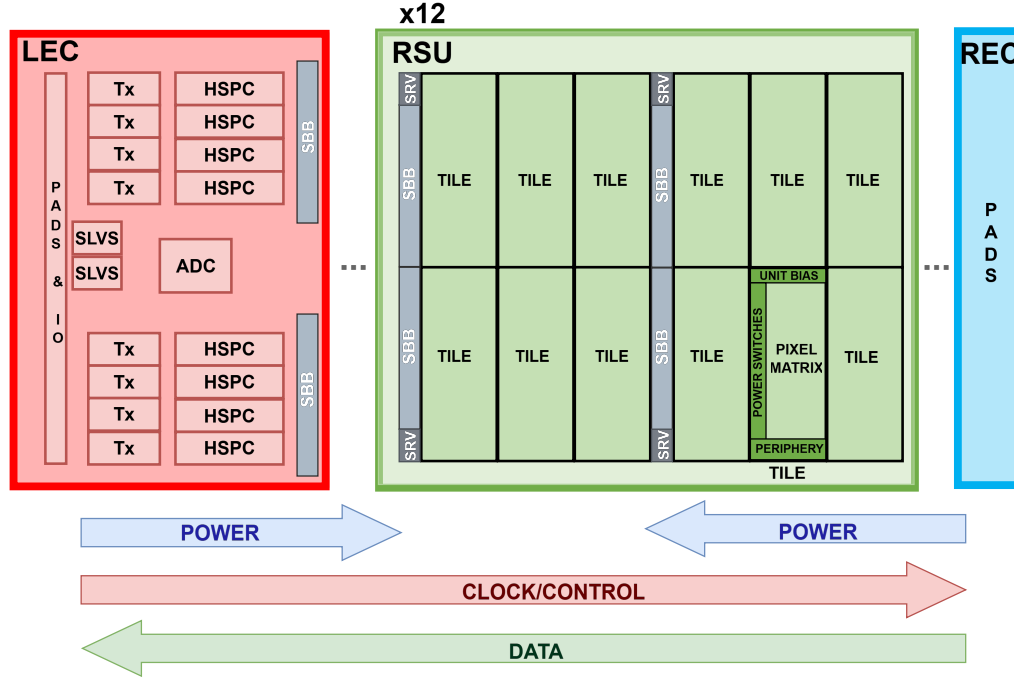 x12
LEC
RSU
REC
PADS & IO
Tx
HSPC
Tx
HSPC
Tx
HSPC
Tx
HSPC
SBB
SLVS
SLVS
ADC
Tx
HSPC
Tx
HSPC
Tx
HSPC
Tx
HSPC
SBB
...
SRV
SBB
TILE
TILE
TILE
SRV
SBB
TILE
TILE
TILE
SBB
SRV
TILE
TILE
TILE
SBB
SRV
TILE
UNIT BIAS
POWER SWITCHES
PIXEL
MATRIX
PERIPHERY
TILE
TILE
...
PADS
POWER
POWER
CLOCK/CONTROL
DATA